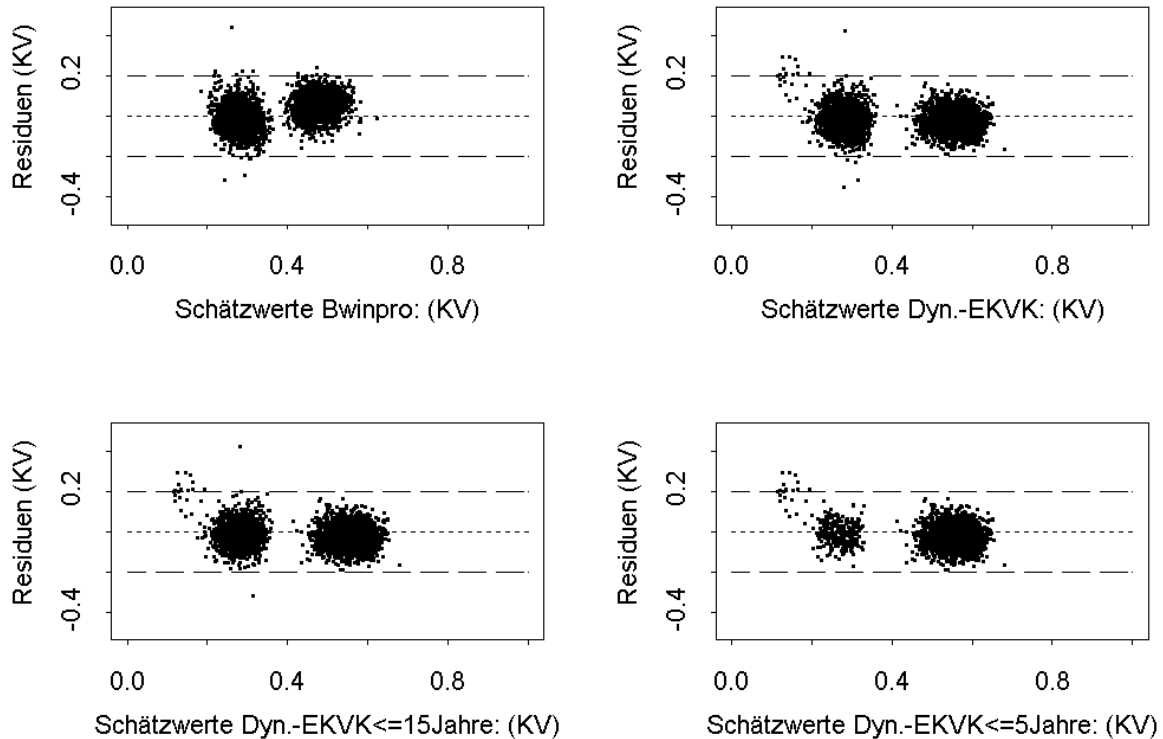 Residuen (KV)
0.2
-0.4
0.0 0.4 0.8
Schätzwerte Bwinpro: (KV)
Residuen (KV)
0.2
-0.4
0.0 0.4 0.8
Schätzwerte Dyn.-EKVK: (KV)
Residuen (KV)
0.2
-0.4
0.0 0.4 0.8
Schätzwerte Dyn.-EKVK<=15Jahre: (KV)
Residuen (KV)
0.2
-0.4
0.0 0.4 0.8
Schätzwerte Dyn.-EKVK<=5Jahre: (KV)